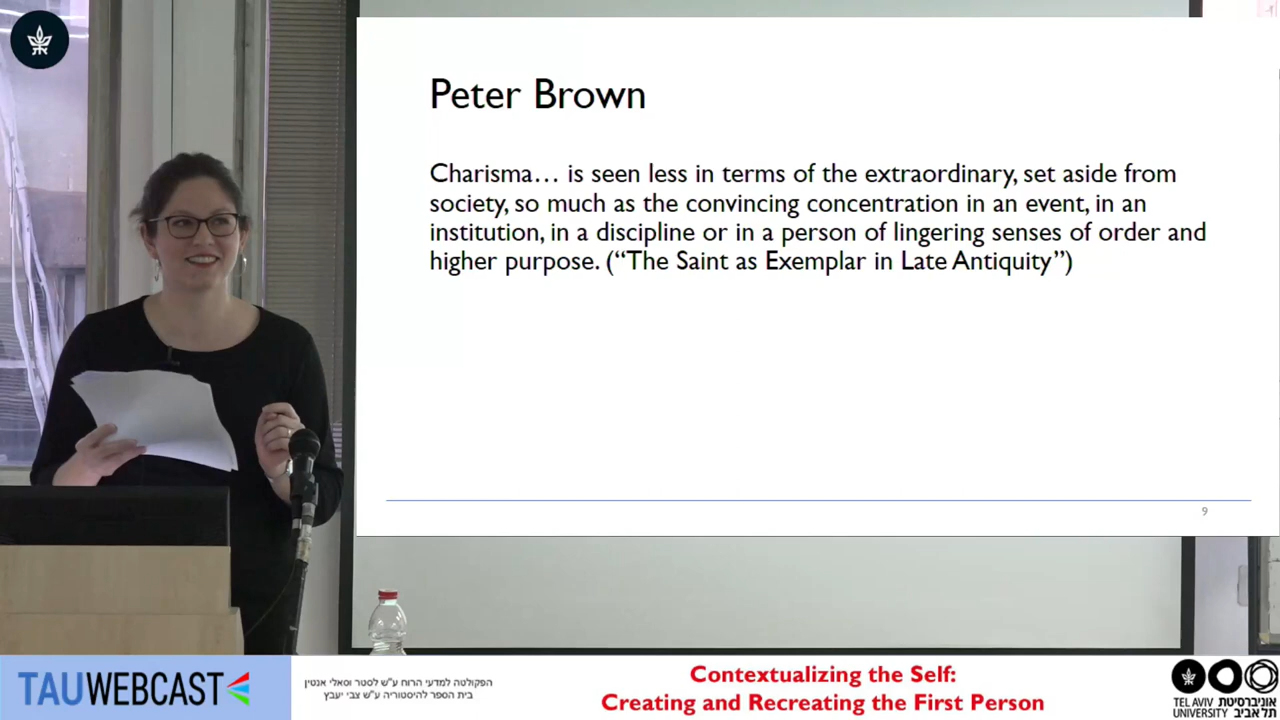 Peter Brown
Charisma… is seen less in terms of the extraordinary, set aside from
society, so much as the convincing concentration in an event, in an
institution, in a discipline or in a person of lingering senses of order and
higher purpose. (“The Saint as Exemplar in Late Antiquity”)
9
TAUWEBCAST
הפקולטה למדעי הרוח ע"ש לסטר וסאלי אנטין
בית הספר להיסטוריה ע"ש צבי יעבץ
Contextualizing the Self:
Creating and Recreating the First Person
TEL AVIV אוניברסיטת
UNIVERSITY תל אביב